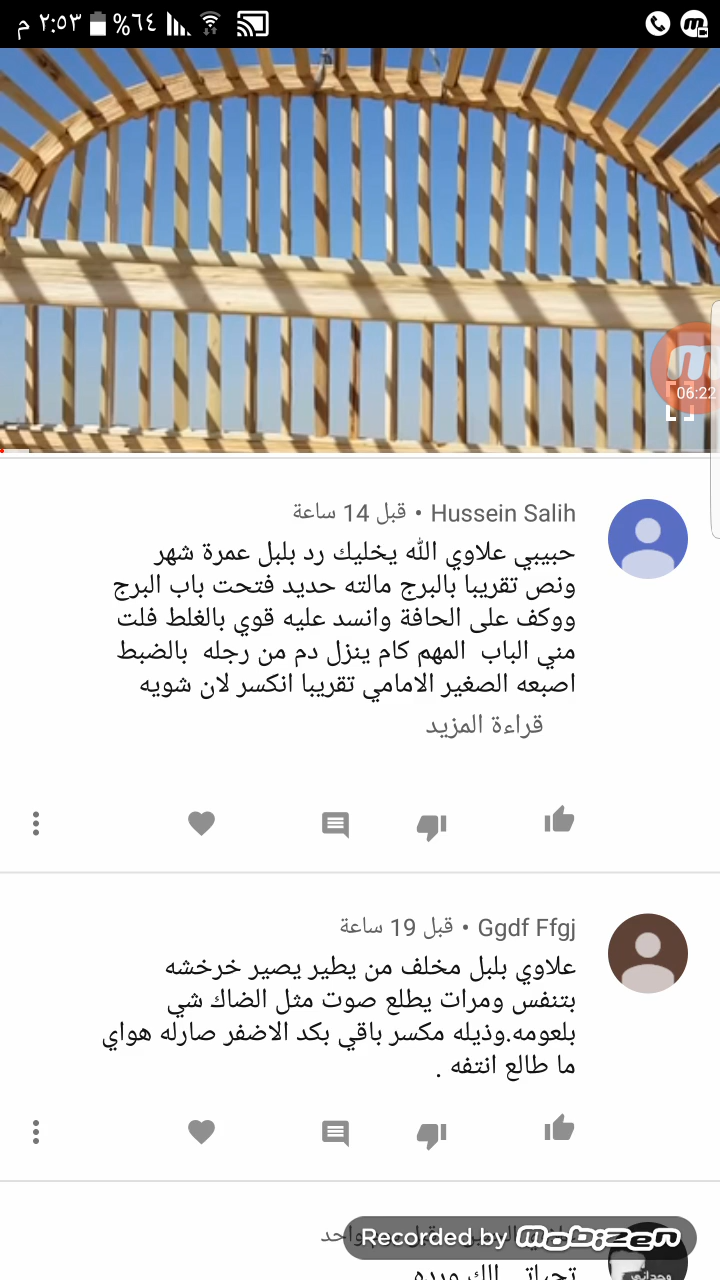 ٢:٥٣ م
%٦٤
06:22
Hussein Salih • قبل 14 ساعة
حبيبي علاوي الله يخليك رد بلبل عمرة شهر
ونص تقريبا بالبرج مالته حديد فتحت باب البرج
ووكف على الحافة وانسد عليه قوي بالغلط فلت
مني الباب المهم كام ينزل دم من رجله بالضبط
اصبعه الصغير الامامي تقريبا انكسر لان شويه
قراءة المزيد
Ggdf Ffgj • قبل 19 ساعة
علاوي بلبل مخلف من يطير يصير خرخشه
بتنفس ومرات يطلع صوت مثل الضاك شي
بلعومه.وذيله مكسر باقي بكد الاضفر صارله هواي
ما طالع انتفه .
واحد
Recorded by mobizen
تحياتي الك ورده